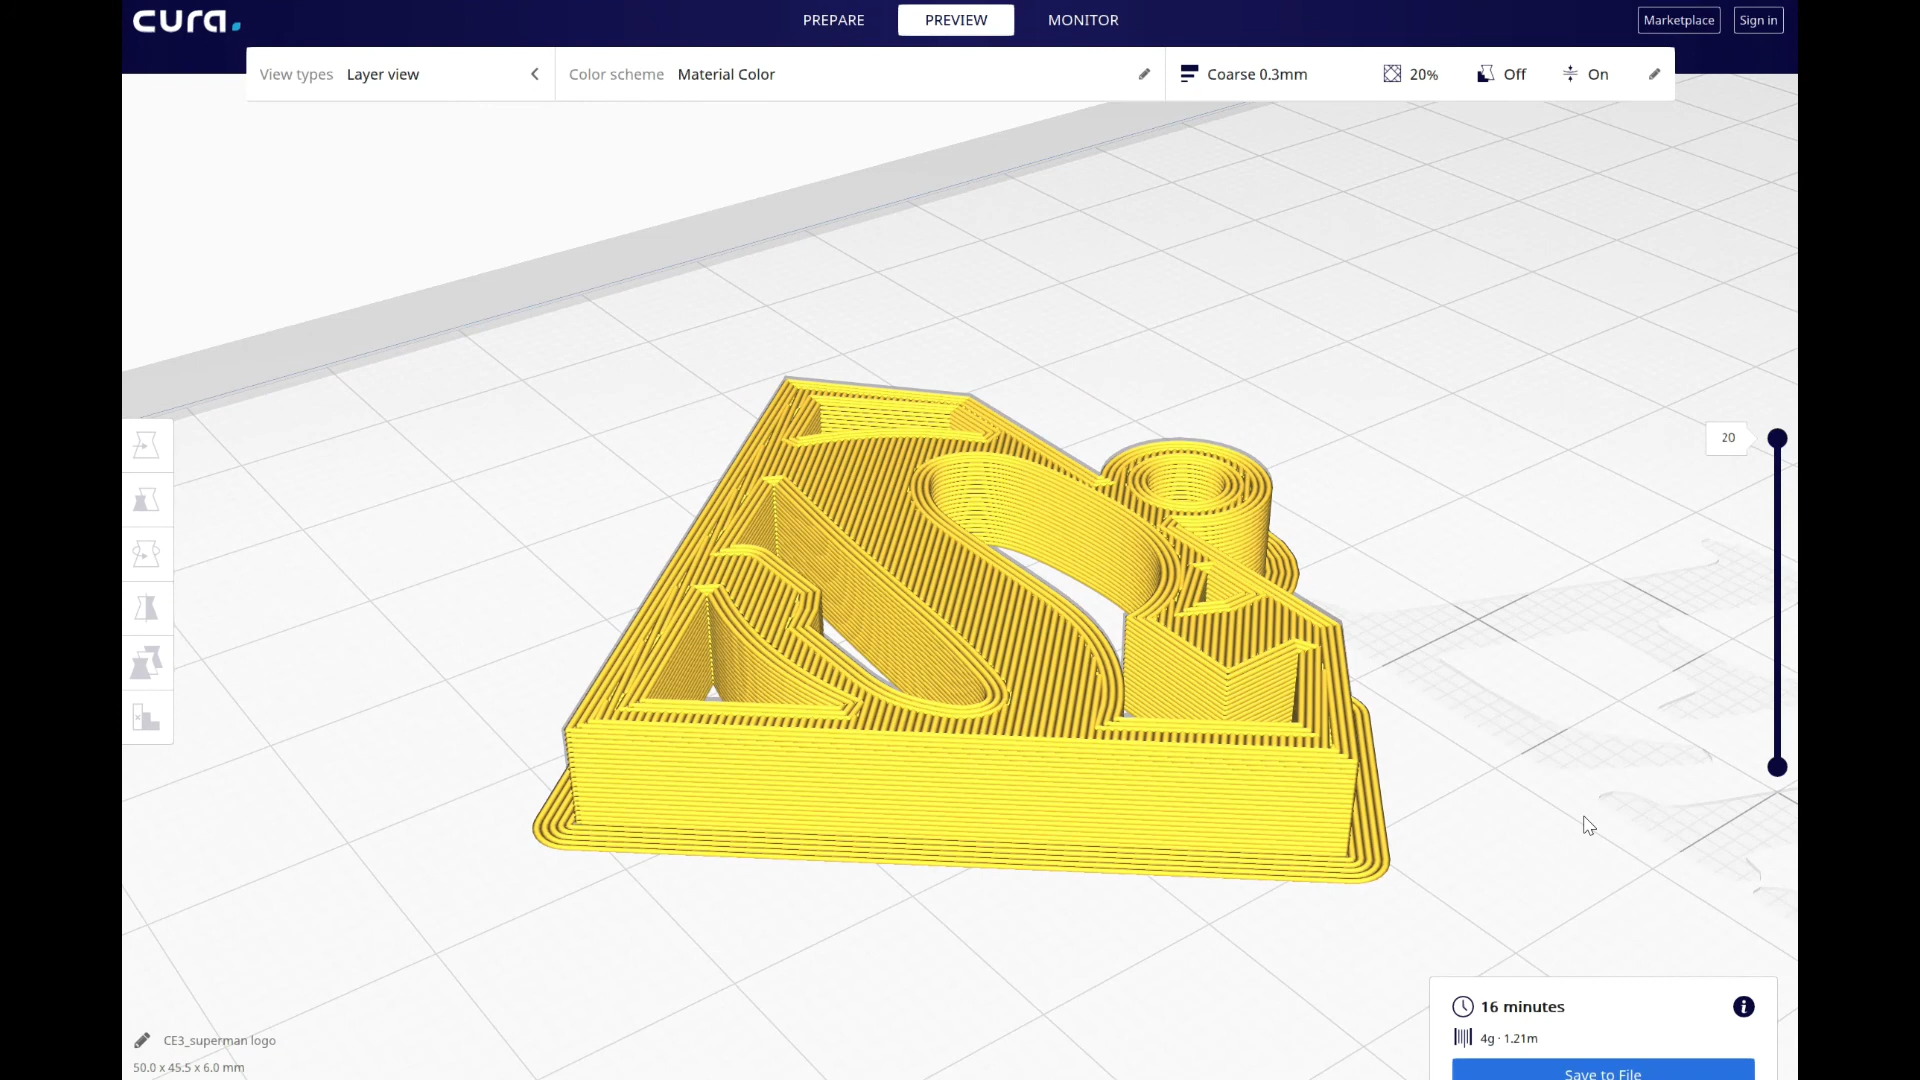 cura.
PREPARE PREVIEW MONITOR
Marketplace Sign in
View types Layer view Color scheme Material Color Coarse 0.3mm 20% Off On
20
16 minutes
4g · 1.21m
CE3_superman logo
50.0 x 45.5 x 6.0 mm
Save to File